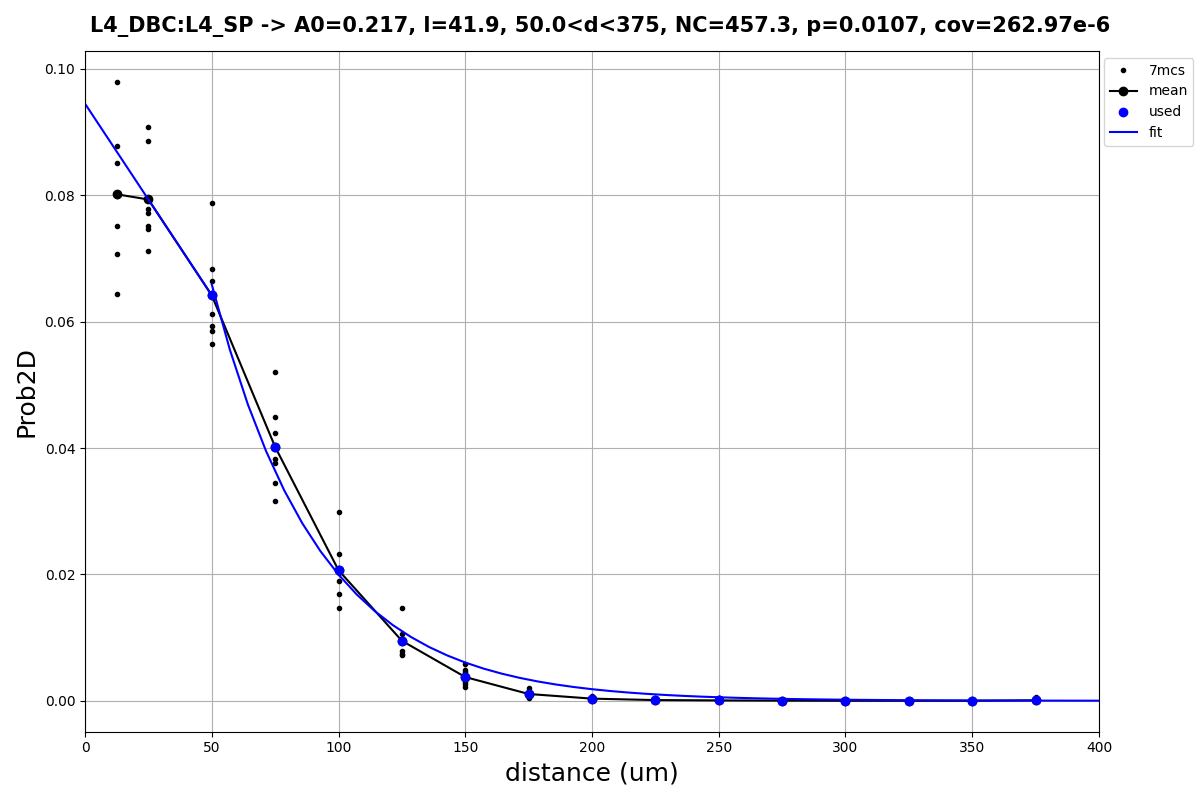 L4_DBC:L4_SP -> A0=0.217, l=41.9, 50.0<d<375, NC=457.3, p=0.0107, cov=262.97e-6
0.10
0.08
0.06
0.04
0.02
0.00
Prob2D
0 50 100 150 200 250 300 350 400
distance (um)
7mcs
mean
used
fit